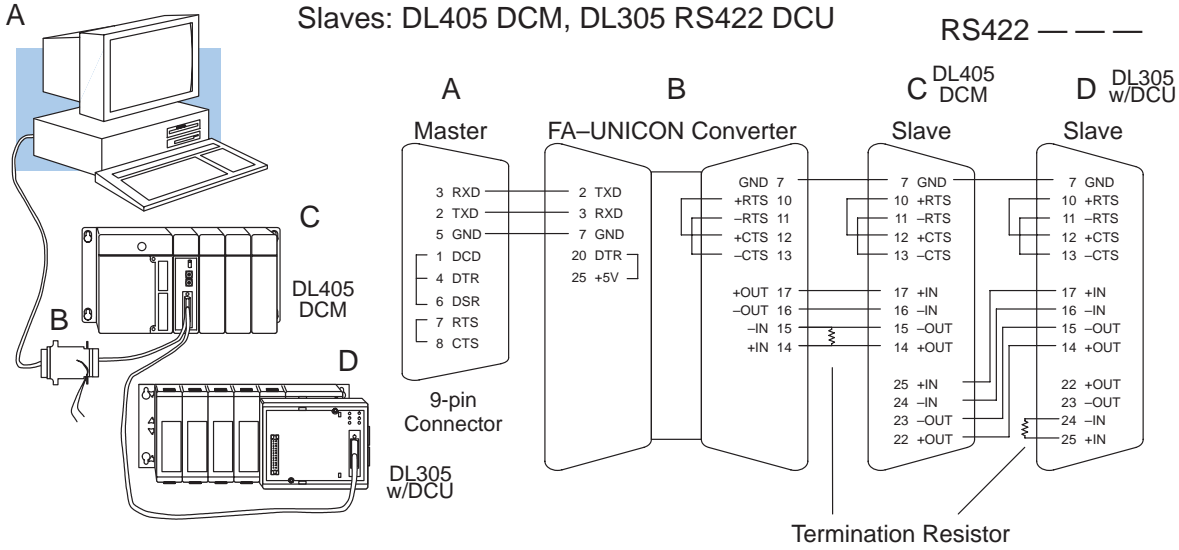 A
Slaves: DL405 DCM, DL305 RS422 DCU
RS422 — — —
C
DL405
DCM
B
D
DL305
w/DCU
A
Master
3 RXD
2 TXD
5 GND
1 DCD
4 DTR
6 DSR
7 RTS
8 CTS
9-pin
Connector
B
FA–UNICON Converter
2 TXD
3 RXD
7 GND
20 DTR
25 +5V
GND 7
+RTS 10
–RTS 11
+CTS 12
–CTS 13
+OUT 17
–OUT 16
–IN 15
+IN 14
C DL405
DCM
Slave
7 GND
10 +RTS
11 –RTS
12 +CTS
13 –CTS
17 +IN
16 –IN
15 –OUT
14 +OUT
25 +IN
24 –IN
23 –OUT
22 +OUT
D DL305
w/DCU
Slave
7 GND
10 +RTS
11 –RTS
12 +CTS
13 –CTS
17 +IN
16 –IN
15 –OUT
14 +OUT
22 +OUT
23 –OUT
24 –IN
25 +IN
Termination Resistor